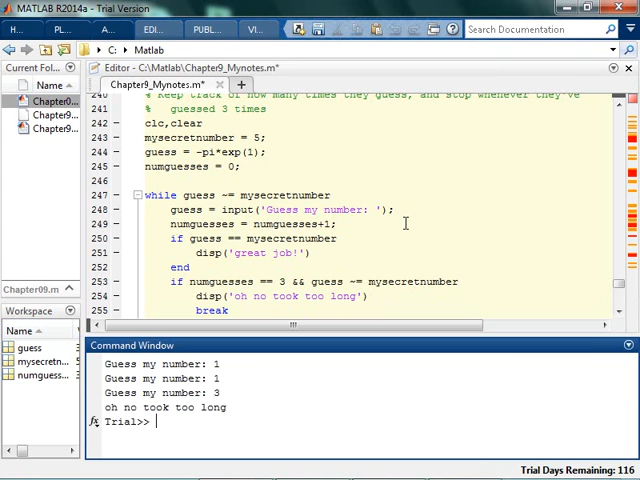 MATLAB R2014a - Trial Version
H... PL... A... EDI... PUBL... VI... Search Documentation
C: Matlab
Current Fol... Editor - C:\Matlab\Chapter9_Mynotes.m*
Name Chapter9_Mynotes.m*
Chapter0...
Chapter9...
Chapter9...
Chapter09.m
Workspace
Name
guess 3
mysecretn... 5
numguess... 3
240 % Keep track of how many times they guess, and stop whenever they've
241 % guessed 3 times
242 clc,clear
243 mysecretnumber = 5;
244 guess = -pi*exp(1);
245 numguesses = 0;
246
247 while guess ~= mysecretnumber
248 guess = input('Guess my number: ');
249 numguesses = numguesses+1;
250 if guess == mysecretnumber
251 disp('great job!')
252 end
253 if numguesses == 3 && guess ~= mysecretnumber
254 disp('oh no took too long')
255 break
Command Window
Guess my number: 1
Guess my number: 1
Guess my number: 3
oh no took too long
fx Trial>>
Trial Days Remaining: 116